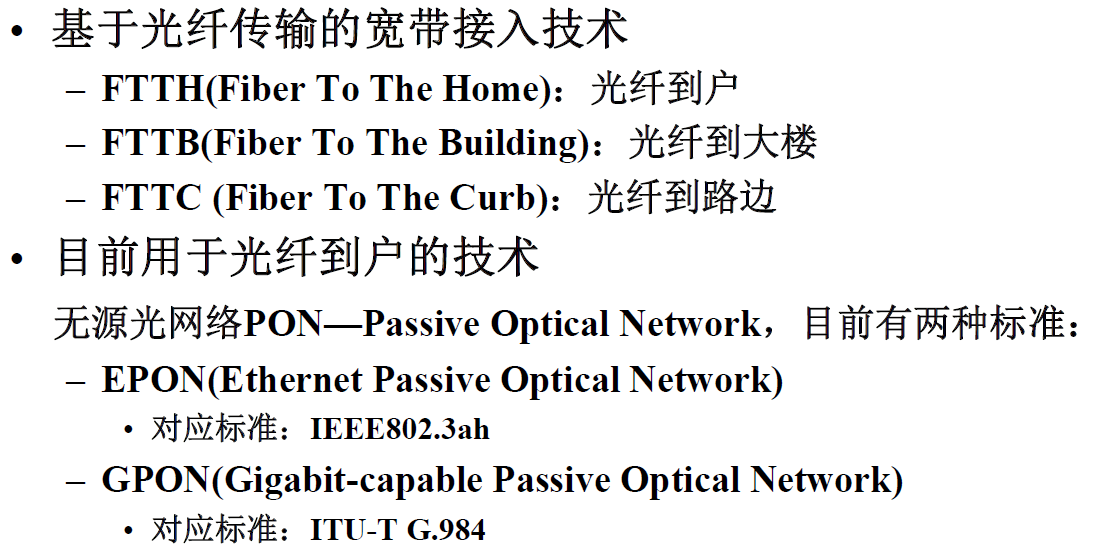 • 基于光纤传输的宽带接入技术
– FTTH(Fiber To The Home)：光纤到户
– FTTB(Fiber To The Building)：光纤到大楼
– FTTC (Fiber To The Curb)：光纤到路边
• 目前用于光纤到户的技术
无源光网络PON—Passive Optical Network，目前有两种标准：
– EPON(Ethernet Passive Optical Network)
• 对应标准：IEEE802.3ah
– GPON(Gigabit-capable Passive Optical Network)
• 对应标准：ITU-T G.984